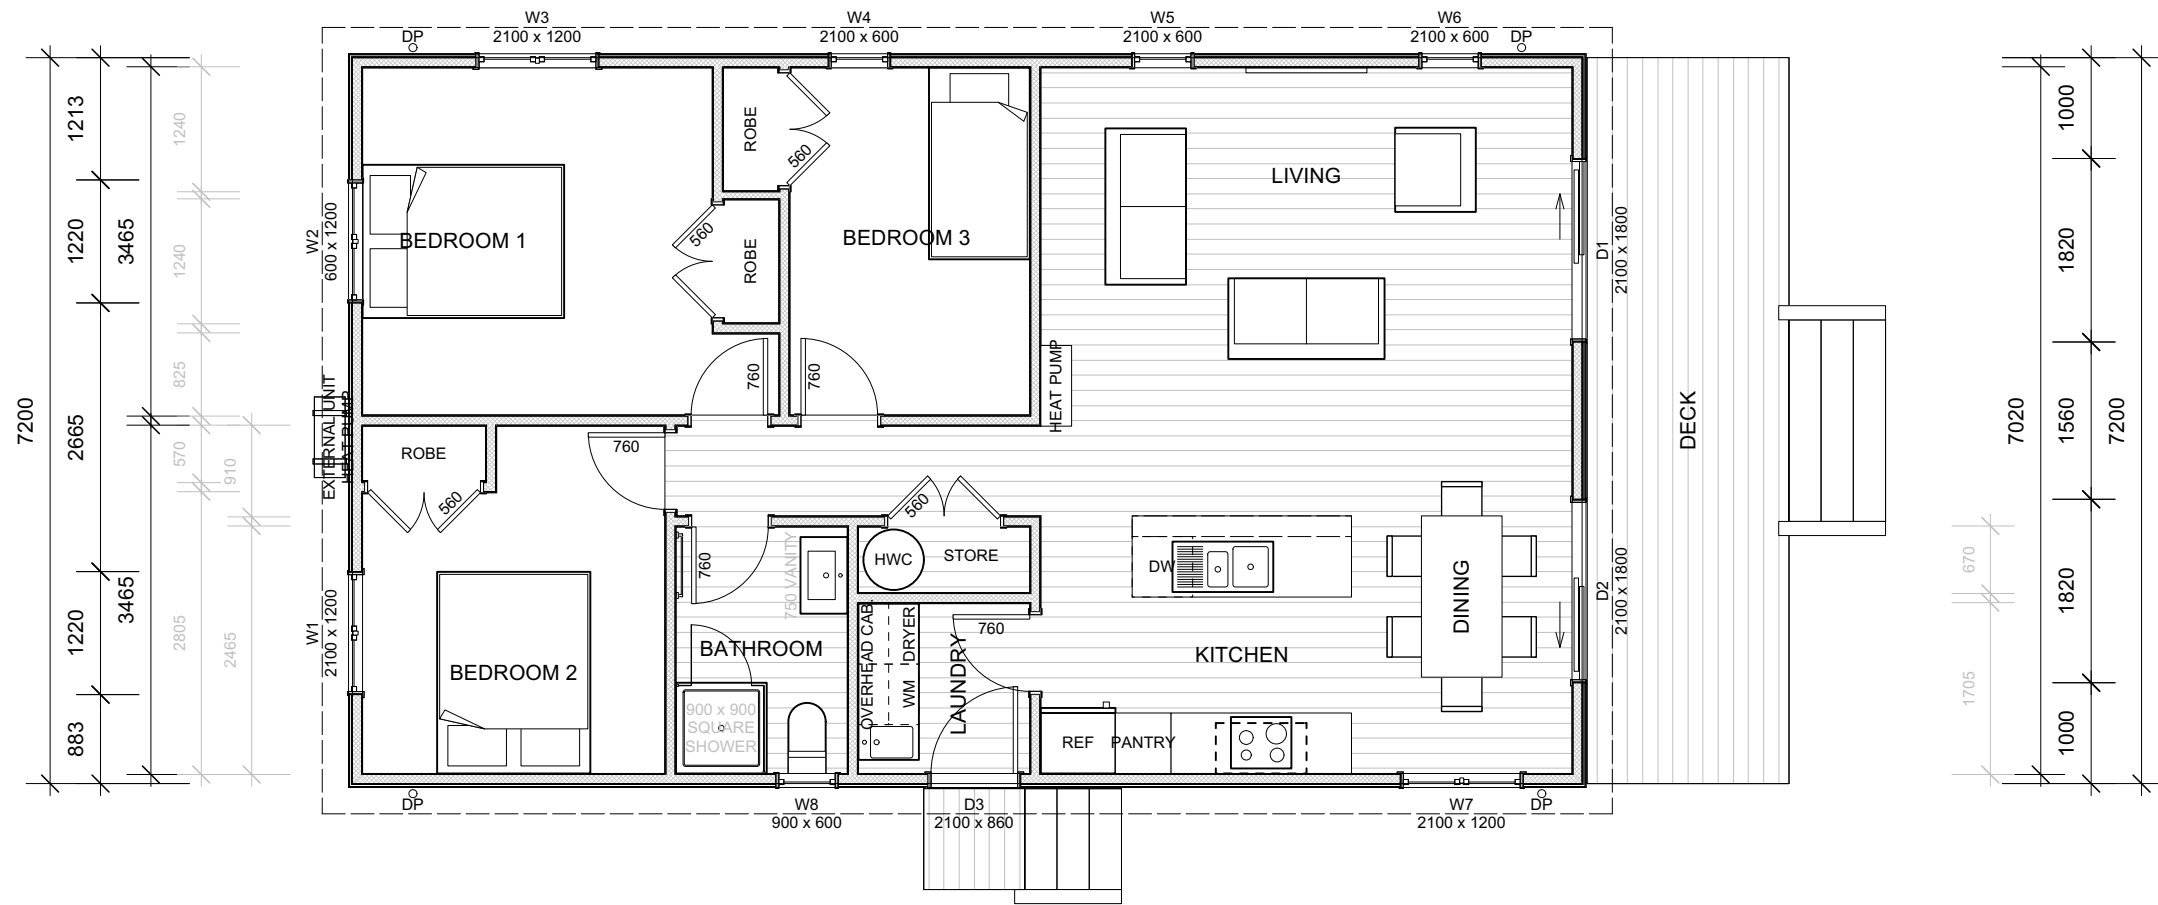 W3
2100 x 1200
W4
2100 x 600
W5
2100 x 600
W6
2100 x 600
DP
DP
7200
1213
1220
2665
1220
883
3465
3465
1240
1240
825
570
2805
910
2465
W2
600 x 1200
EXTERNAL UNIT
HEAT PUMP
W1
2100 x 1200
BEDROOM 1
ROBE
560
ROBE
560
BEDROOM 3
760
760
LIVING
HEAT PUMP
D1
2100 x 1800
DECK
7020
1000
1820
1560
1820
1000
7200
670
1705
ROBE
560
760
BEDROOM 2
760
750 VANITY
BATHROOM
900 x 900
SQUARE
SHOWER
560
HWC
STORE
OVERHEAD CAB.
DRYER
WM
LAUNDRY
760
DW
KITCHEN
DINING
D2
2100 x 1800
REF
PANTRY
DP
W8
900 x 600
D3
2100 x 860
W7
2100 x 1200
DP